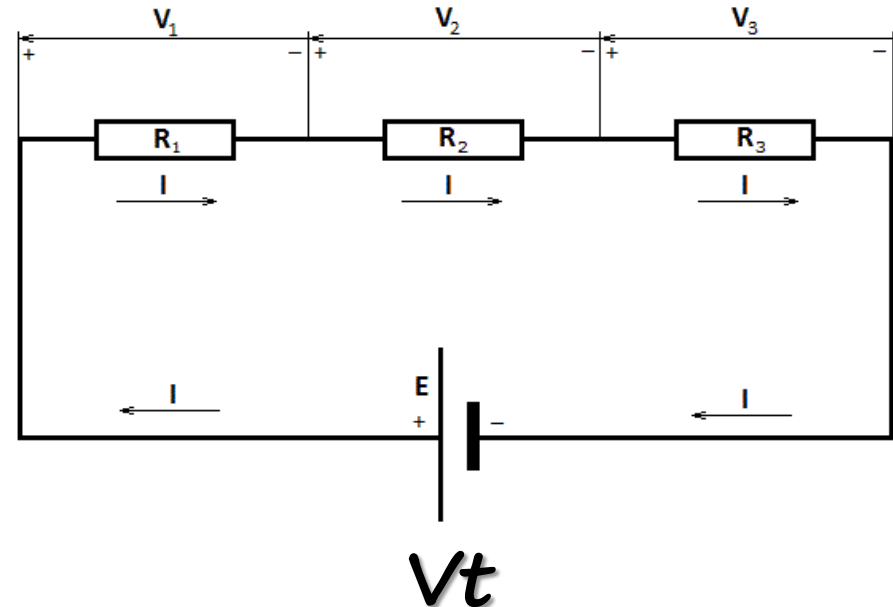 V₁ V₂ V₃
+ − + − + −
R₁ R₂ R₃
I I I
I E I
+ −
Vt